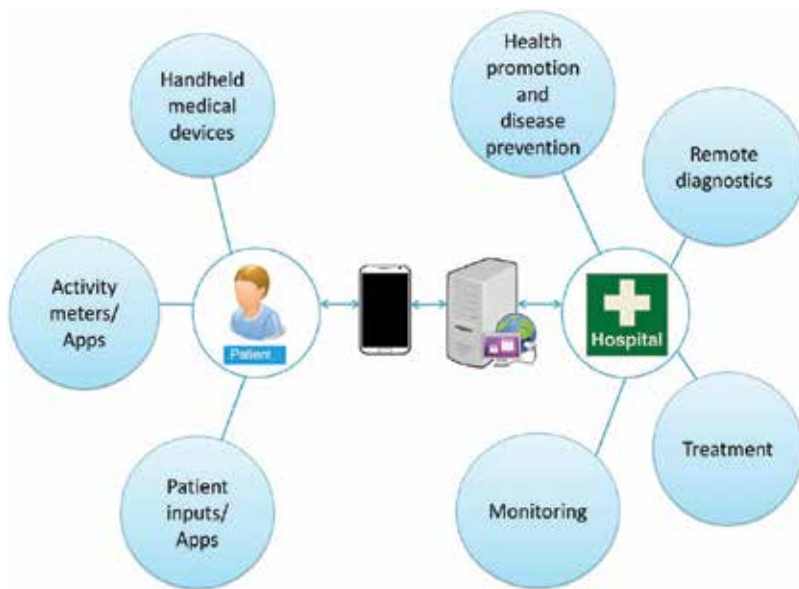 Handheld
medical
devices
Activity
meters/
Apps
Patient
inputs/
Apps
Patient
Health
promotion
and
disease
prevention
Remote
diagnostics
Hospital
Treatment
Monitoring